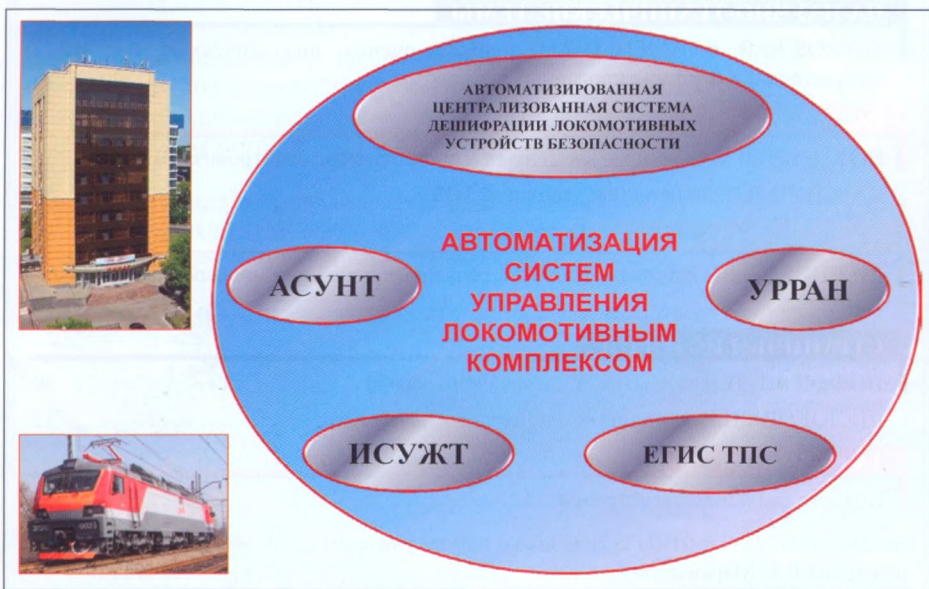 АВТОМАТИЗИРОВАННАЯ
ЦЕНТРАЛИЗОВАННАЯ СИСТЕМА
ДЕШИФРАЦИИ ЛОКОМОТИВНЫХ
УСТРОЙСТВ БЕЗОПАСНОСТИ
АВТОМАТИЗАЦИЯ
СИСТЕМ
УПРАВЛЕНИЯ
ЛОКОМОТИВНЫМ
КОМПЛЕКСОМ
АСУНТ
УРРАН
ИСУЖТ
ЕГИС ТПС